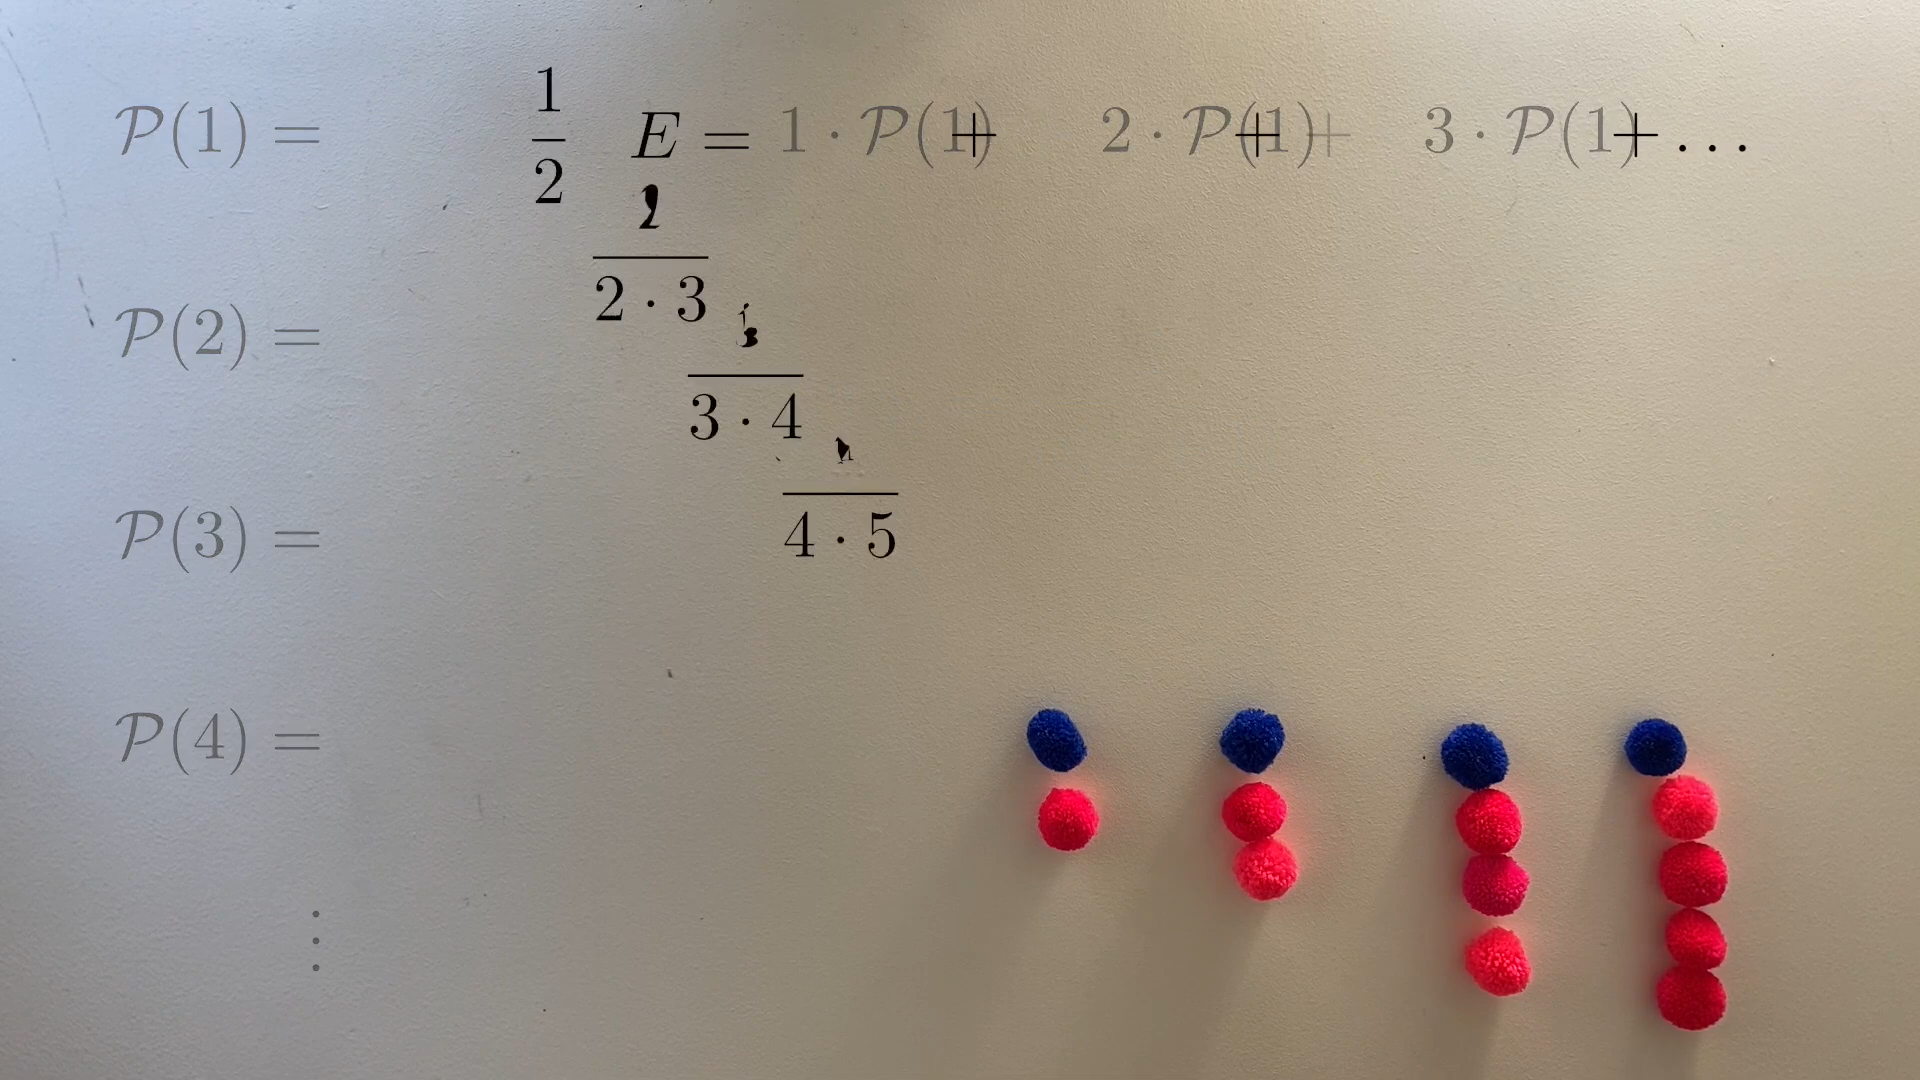 𝒫(1) =
1/2
E = 1 · 𝒫(1) + 2 · 𝒫(1) + + 3 · 𝒫(1) + ...
2 · 3
𝒫(2) =
3 · 4
𝒫(3) =
4 · 5
𝒫(4) =
⋮